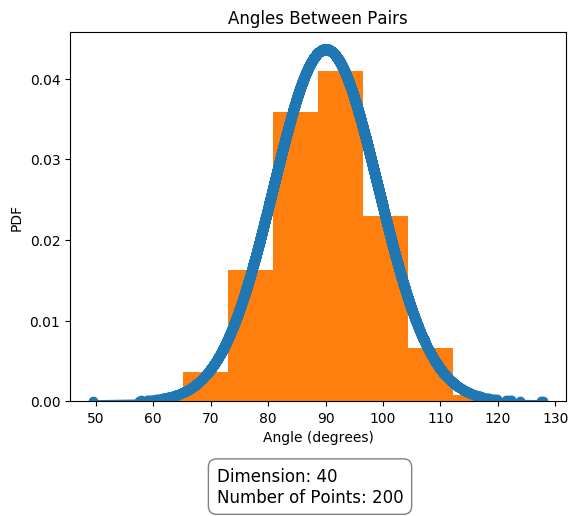 Angles Between Pairs
PDF
0.04
0.03
0.02
0.01
0.00
50 60 70 80 90 100 110 120 130
Angle (degrees)
Dimension: 40
Number of Points: 200